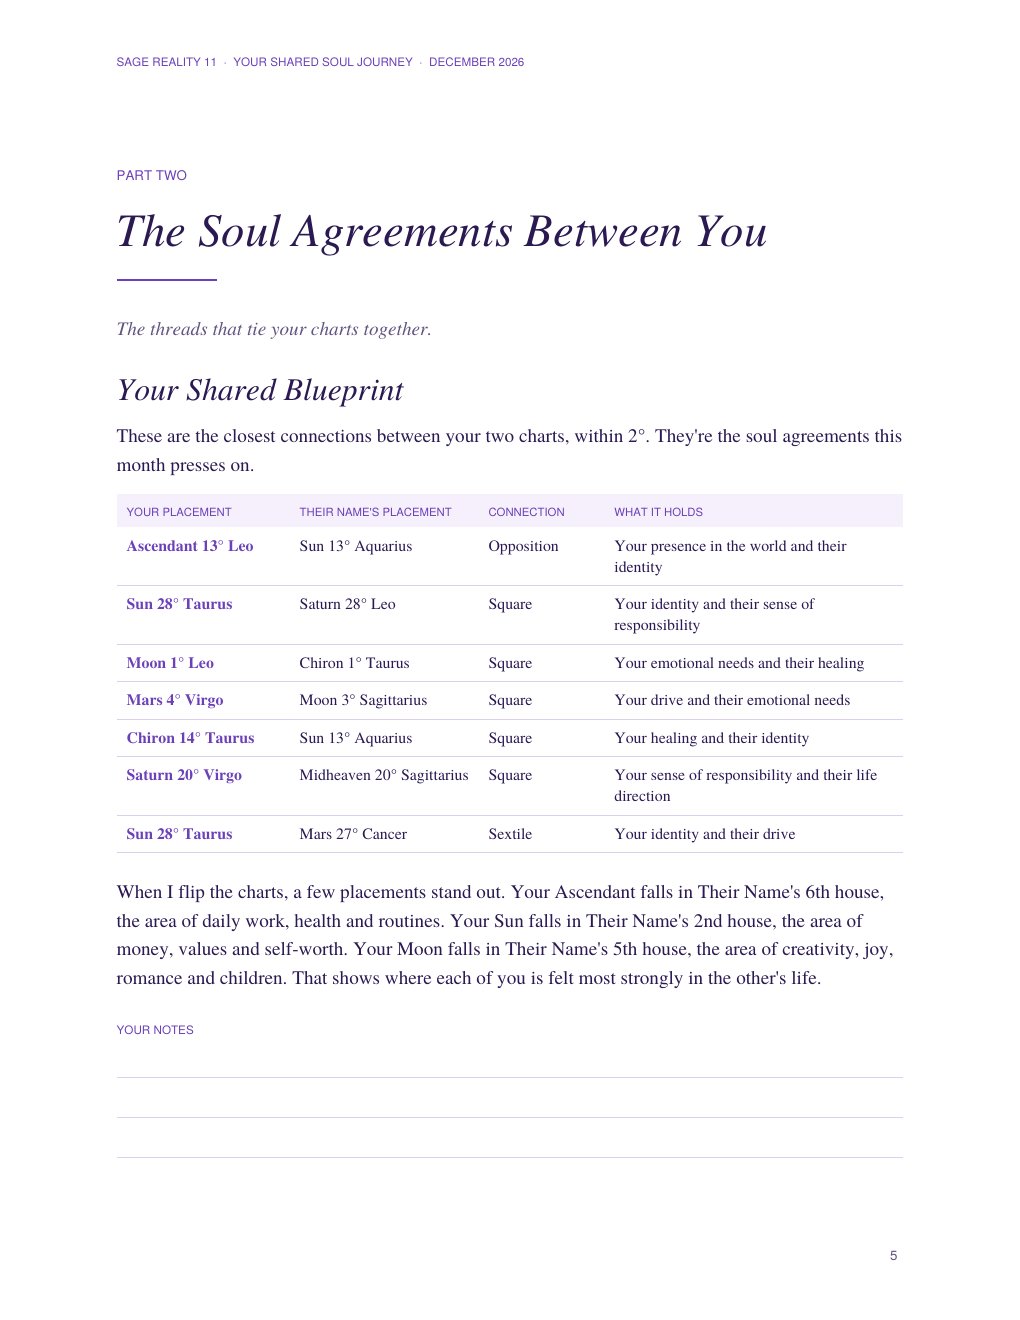 SAGE REALITY 11 · YOUR SHARED SOUL JOURNEY · DECEMBER 2026
PART TWO
The Soul Agreements Between You
The threads that tie your charts together.
Your Shared Blueprint
These are the closest connections between your two charts, within 2°. They're the soul agreements this
month presses on.
YOUR PLACEMENT THEIR NAME'S PLACEMENT CONNECTION WHAT IT HOLDS
Ascendant 13° Leo Sun 13° Aquarius Opposition Your presence in the world and their
identity
Sun 28° Taurus Saturn 28° Leo Square Your identity and their sense of
responsibility
Moon 1° Leo Chiron 1° Taurus Square Your emotional needs and their healing
Mars 4° Virgo Moon 3° Sagittarius Square Your drive and their emotional needs
Chiron 14° Taurus Sun 13° Aquarius Square Your healing and their identity
Saturn 20° Virgo Midheaven 20° Sagittarius Square Your sense of responsibility and their life
direction
Sun 28° Taurus Mars 27° Cancer Sextile Your identity and their drive
When I flip the charts, a few placements stand out. Your Ascendant falls in Their Name's 6th house,
the area of daily work, health and routines. Your Sun falls in Their Name's 2nd house, the area of
money, values and self-worth. Your Moon falls in Their Name's 5th house, the area of creativity, joy,
romance and children. That shows where each of you is felt most strongly in the other's life.
YOUR NOTES
5